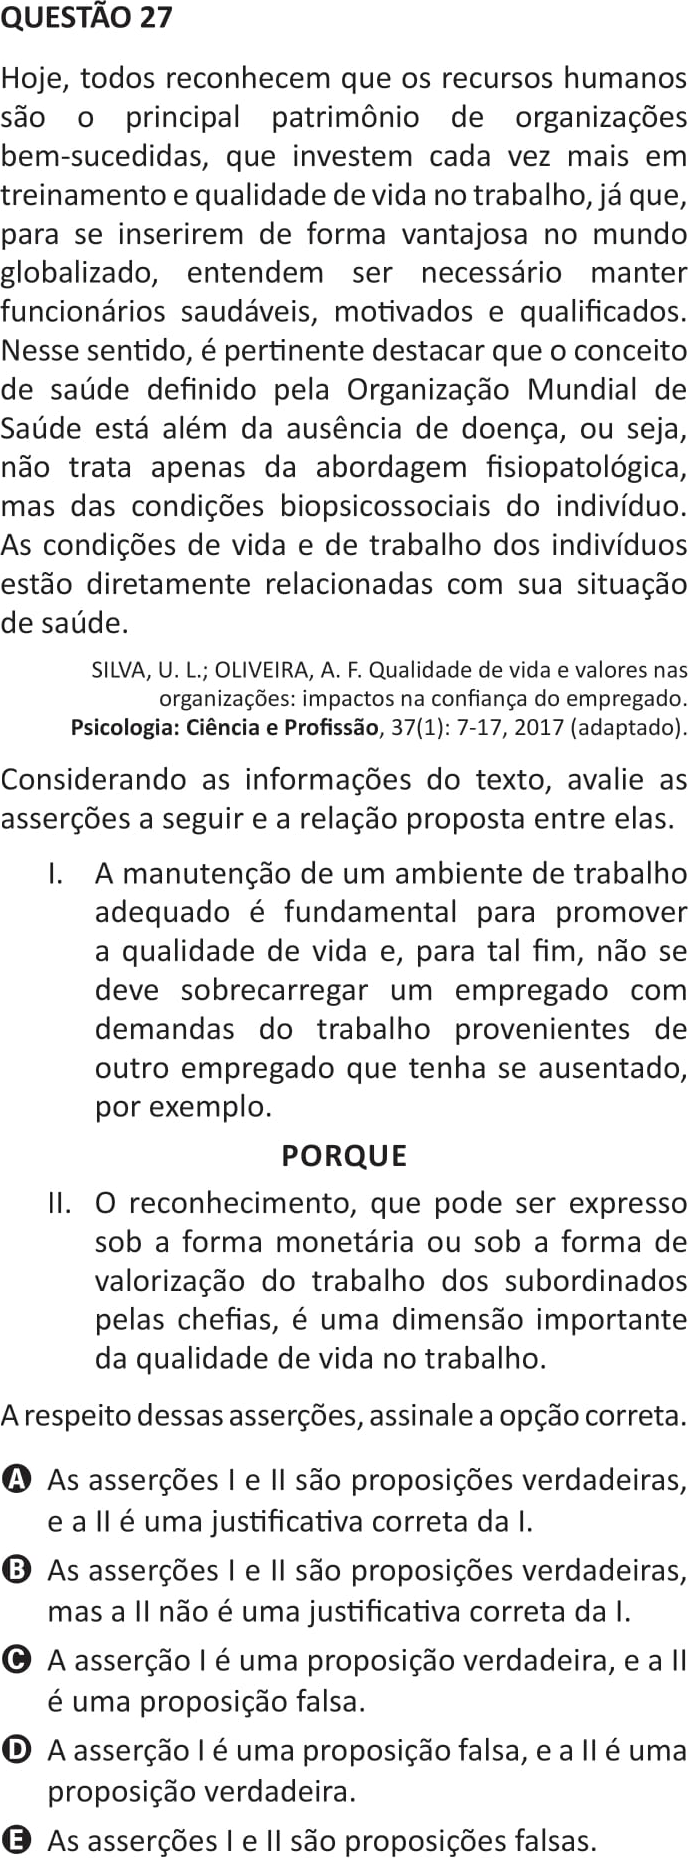 QUESTÃO 27
Hoje, todos reconhecem que os recursos humanos
são o principal patrimônio de organizações
bem-sucedidas, que investem cada vez mais em
treinamento e qualidade de vida no trabalho, já que,
para se inserirem de forma vantajosa no mundo
globalizado, entendem ser necessário manter
funcionários saudáveis, motivados e qualificados.
Nesse sentido, é pertinente destacar que o conceito
de saúde definido pela Organização Mundial de
Saúde está além da ausência de doença, ou seja,
não trata apenas da abordagem fisiopatológica,
mas das condições biopsicossociais do indivíduo.
As condições de vida e de trabalho dos indivíduos
estão diretamente relacionadas com sua situação
de saúde.
SILVA, U. L.; OLIVEIRA, A. F. Qualidade de vida e valores nas
organizações: impactos na confiança do empregado.
Psicologia: Ciência e Profissão, 37(1): 7-17, 2017 (adaptado).
Considerando as informações do texto, avalie as
asserções a seguir e a relação proposta entre elas.
I. A manutenção de um ambiente de trabalho
adequado é fundamental para promover
a qualidade de vida e, para tal fim, não se
deve sobrecarregar um empregado com
demandas do trabalho provenientes de
outro empregado que tenha se ausentado,
por exemplo.
PORQUE
II. O reconhecimento, que pode ser expresso
sob a forma monetária ou sob a forma de
valorização do trabalho dos subordinados
pelas chefias, é uma dimensão importante
da qualidade de vida no trabalho.
A respeito dessas asserções, assinale a opção correta.
A As asserções I e II são proposições verdadeiras,
e a II é uma justificativa correta da I.
B As asserções I e II são proposições verdadeiras,
mas a II não é uma justificativa correta da I.
C A asserção I é uma proposição verdadeira, e a II
é uma proposição falsa.
D A asserção I é uma proposição falsa, e a II é uma
proposição verdadeira.
E As asserções I e II são proposições falsas.